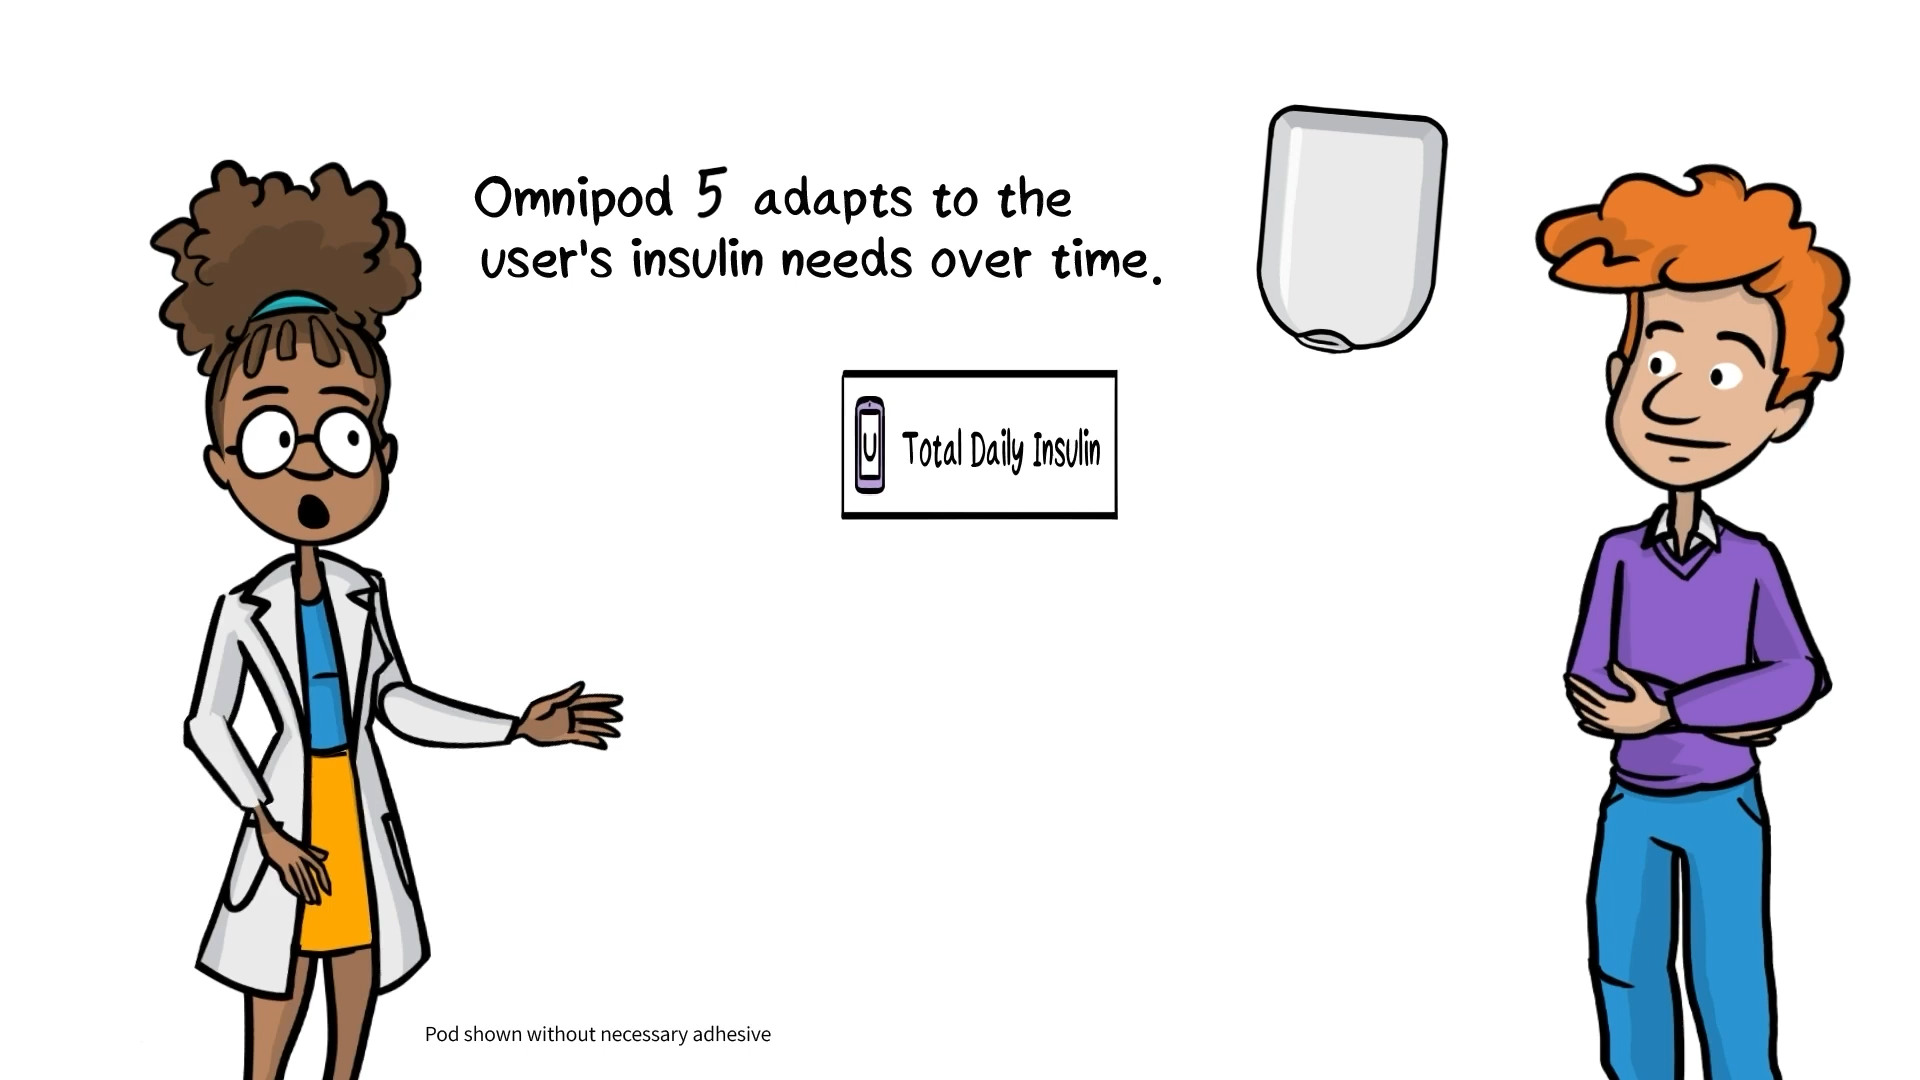 Omnipod 5 adapts to the
user's insulin needs over time.
U Total Daily Insulin
Pod shown without necessary adhesive